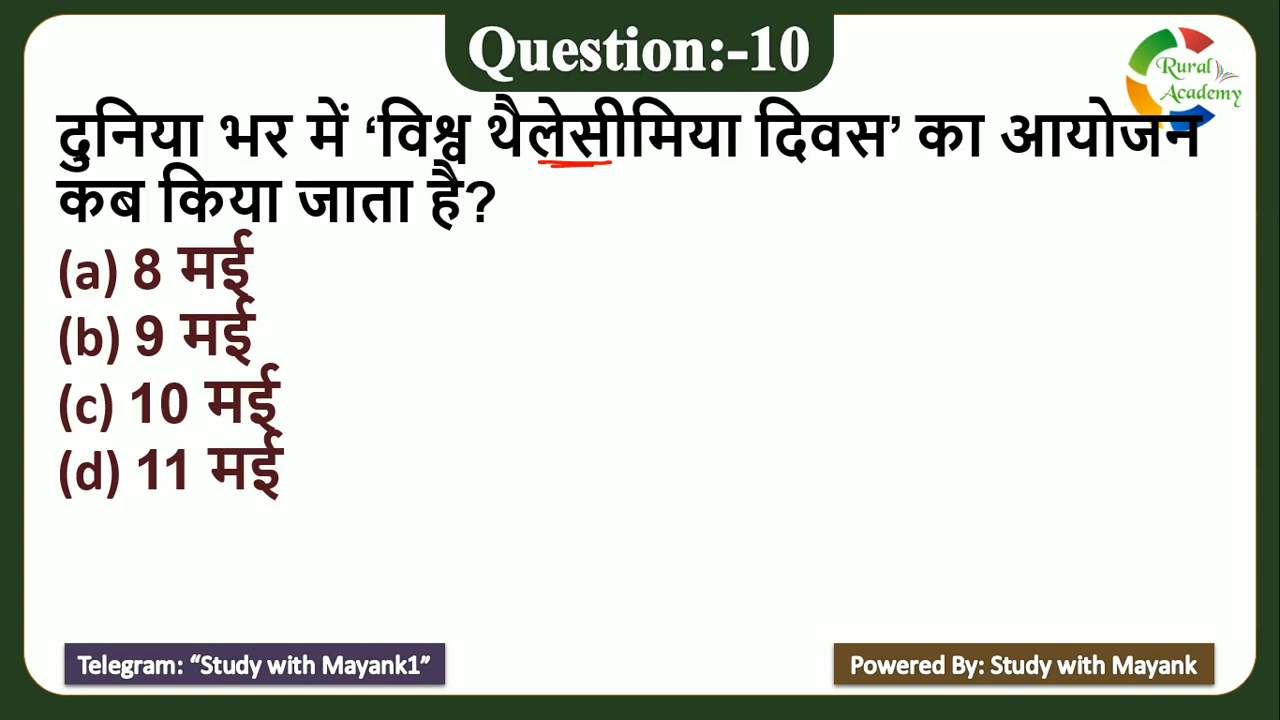 Question:-10
Rural
Academy
दुनिया भर में ‘विश्व थैलेसीमिया दिवस’ का आयोजन
कब किया जाता है?
(a) 8 मई
(b) 9 मई
(c) 10 मई
(d) 11 मई
Telegram: “Study with Mayank1”
Powered By: Study with Mayank